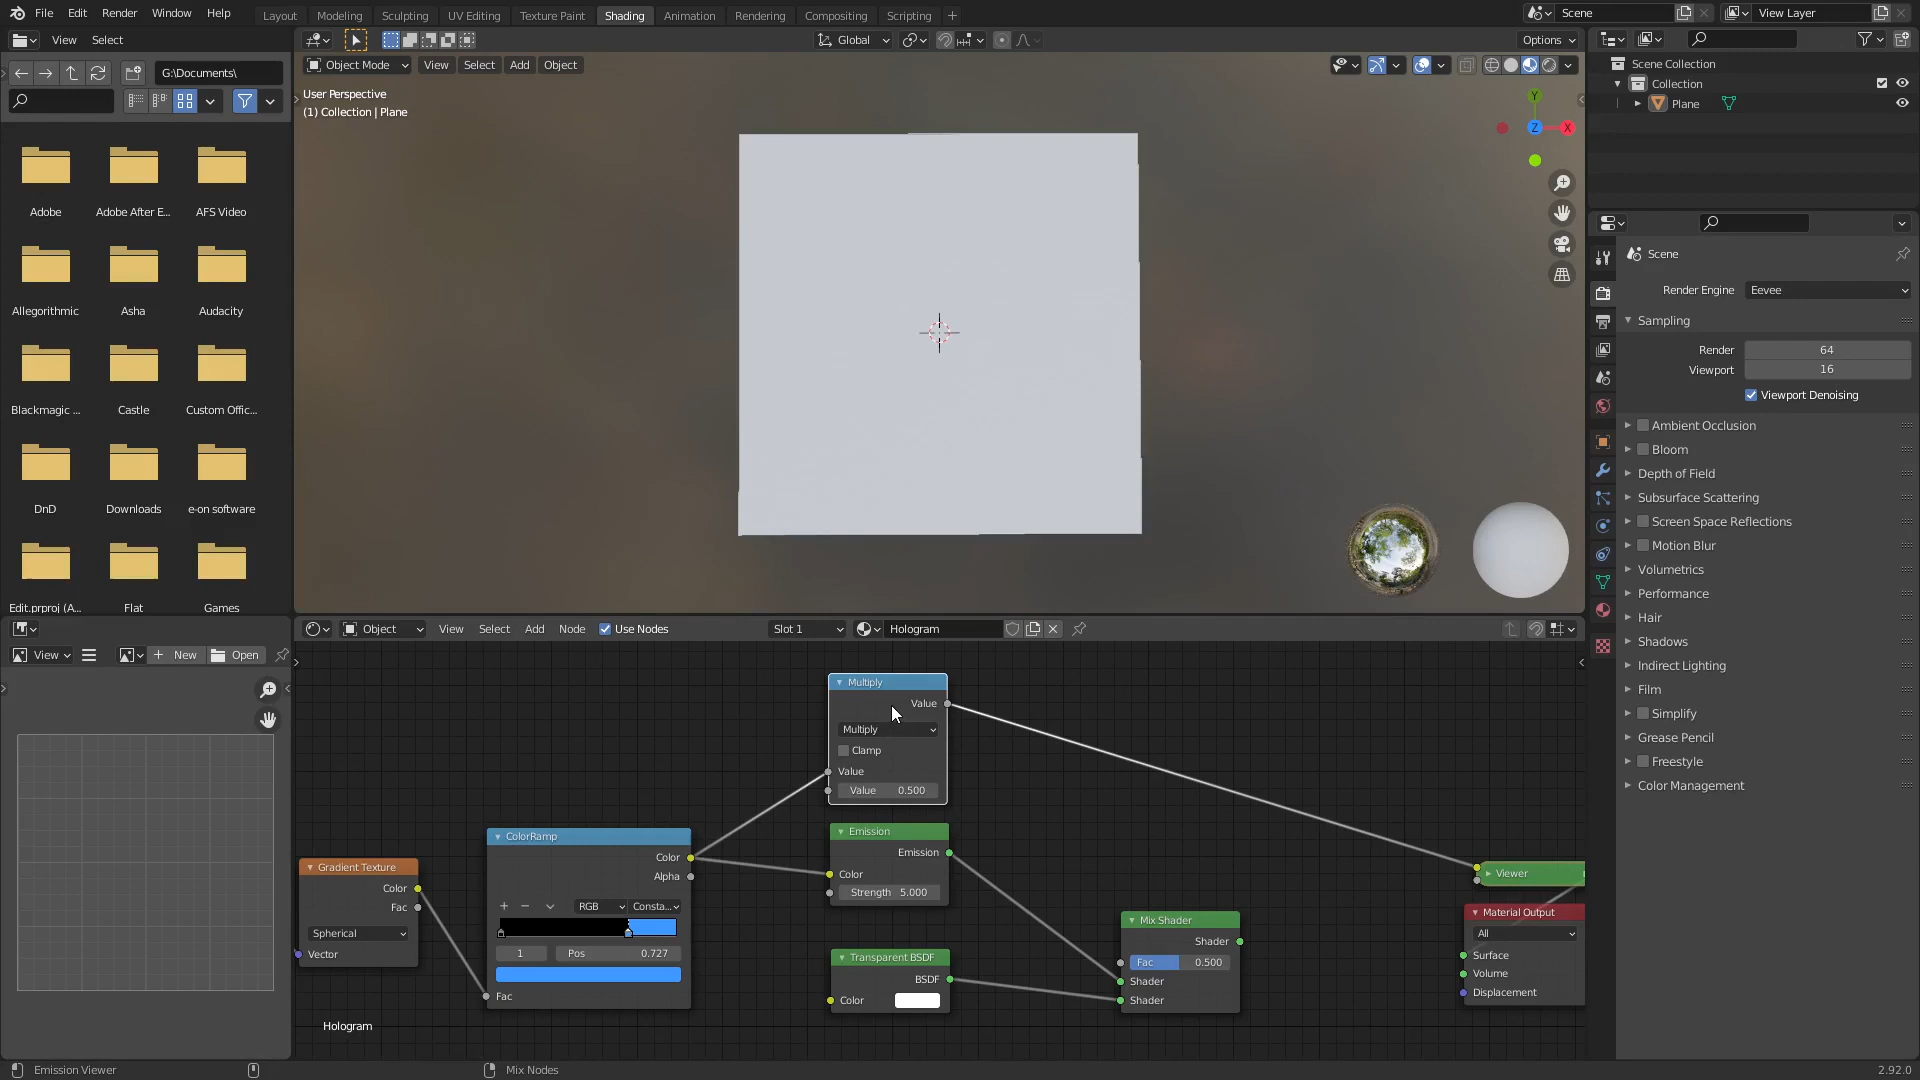 File Edit Render Window Help Layout Modeling Sculpting UV Editing Texture Paint Shading Animation Rendering Compositing Scripting + Scene View Layer
View Select
Global Options
G:\Documents\
Object Mode View Select Add Object
User Perspective
(1) Collection | Plane
Y
Z
X
Adobe Adobe After E... AFS Video
Allegorithmic Asha Audacity
Blackmagic ... Castle Custom Offic...
DnD Downloads e-on software
Edit.prproj (A... Flat Games
Scene Collection
Collection
Plane
Scene
Render Engine Eevee
Sampling
Render 64
Viewport 16
Viewport Denoising
Ambient Occlusion
Bloom
Depth of Field
Subsurface Scattering
Screen Space Reflections
Motion Blur
Volumetrics
Performance
Hair
Shadows
Indirect Lighting
Film
Simplify
Grease Pencil
Freestyle
Color Management
View New Open
Object View Select Add Node Use Nodes Slot 1 Hologram
Multiply
Value
Multiply
Clamp
Value
Value 0.500
Emission
Emission
Color
Strength 5.000
Transparent BSDF
BSDF
Color
Gradient Texture
Color
Fac
Spherical
Vector
ColorRamp
Color
Alpha
RGB Consta...
1 Pos 0.727
Fac
Mix Shader
Shader
Fac 0.500
Shader
Shader
Viewer
Material Output
All
Surface
Volume
Displacement
Hologram
Emission Viewer Mix Nodes 2.92.0